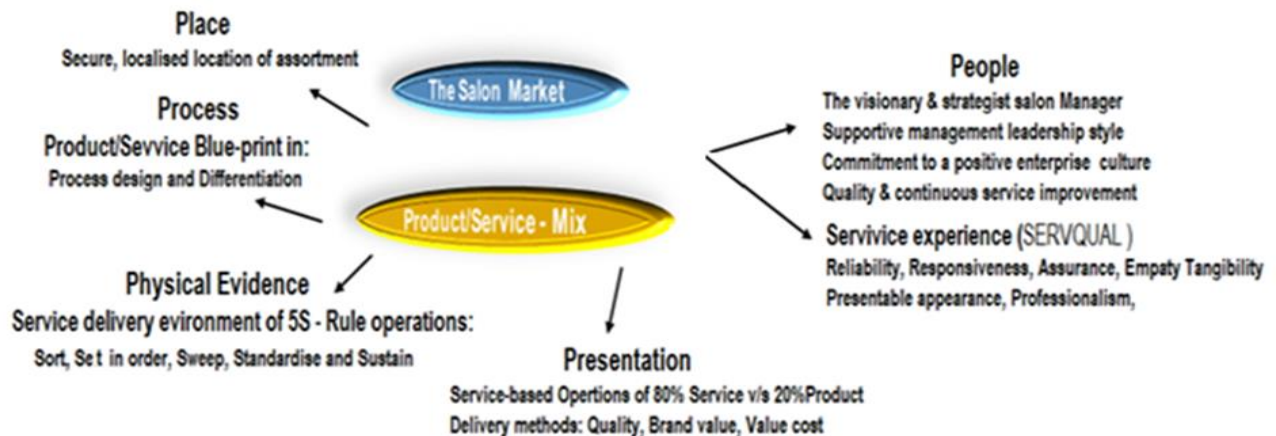 Place
Secure, localised location of assortment
Process
Product/Sevvice Blue-print in:
Process design and Differentiation
The Salon Market
Product/Service - Mix
People
The visionary & strategist salon Manager
Supportive management leadership style
Commitment to a positive enterprise culture
Quality & continuous service improvement
Servivice experience (SERVQUAL )
Reliability, Responsiveness, Assurance, Empaty Tangibility
Presentable appearance, Professionalism,
Physical Evidence
Service delivery evironment of 5S - Rule operations:
Sort, Set in order, Sweep, Standardise and Sustain
Presentation
Service-based Opertions of 80% Service v/s 20%Product
Delivery methods: Quality, Brand value, Value cost